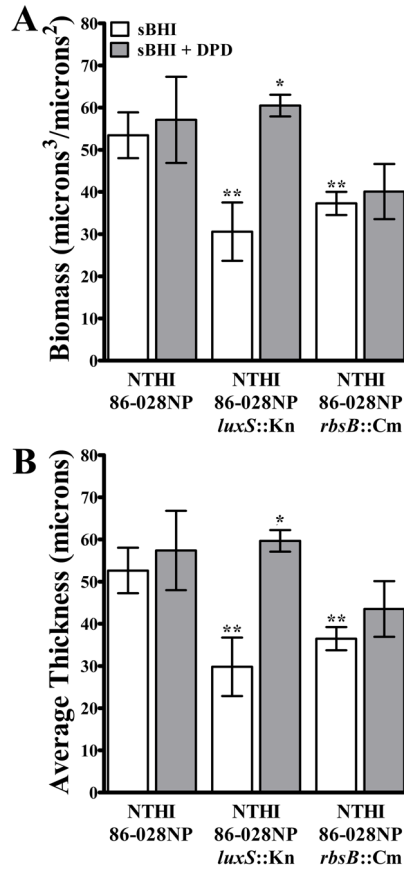 A
sBHI
sBHI + DPD
Biomass (microns³/microns²)
80
70
60
50
40
30
20
10
0
**
*
**
NTHI NTHI NTHI
86-028NP 86-028NP 86-028NP
luxS::Kn rbsB::Cm
B
Average Thickness (microns)
80
70
60
50
40
30
20
10
0
**
*
**
NTHI NTHI NTHI
86-028NP 86-028NP 86-028NP
luxS::Kn rbsB::Cm